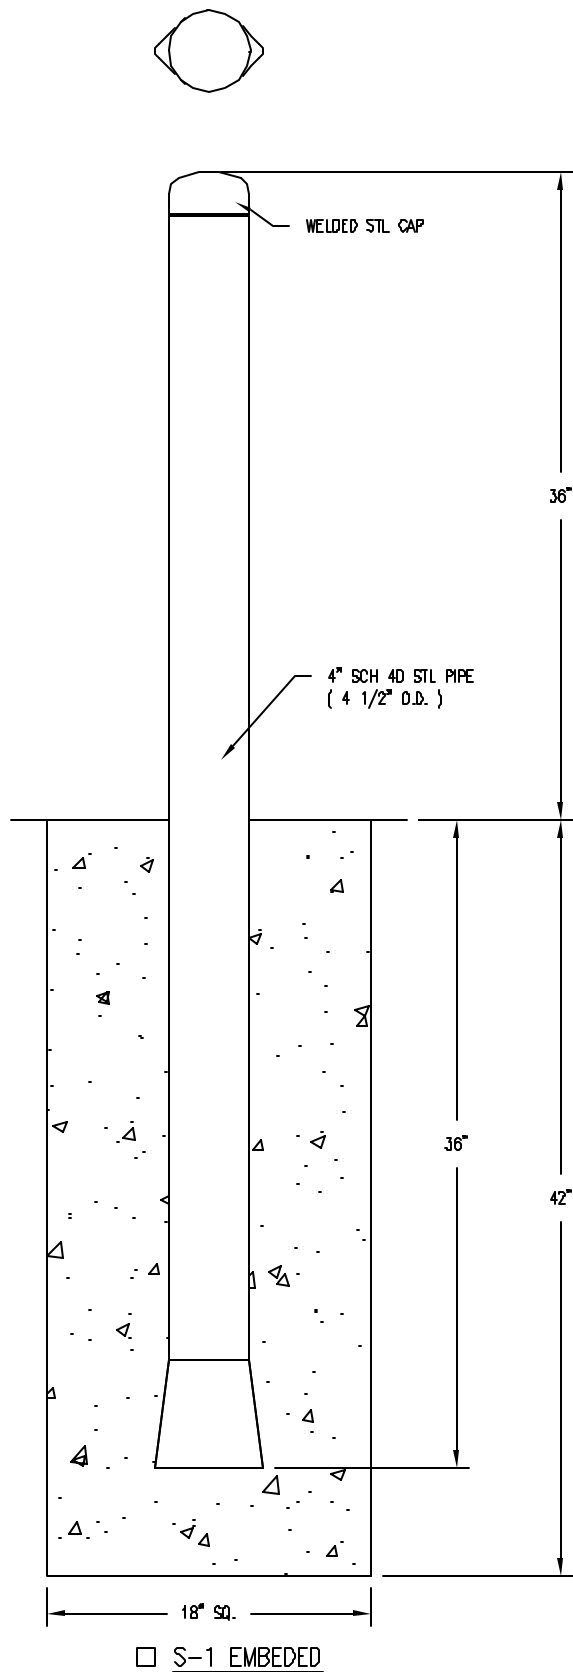 WELDED STL CAP
36"
4" SCH 40 STL PIPE
( 4 1/2" O.D. )
36"
42"
18" SQ.
S-1 EMBEDED